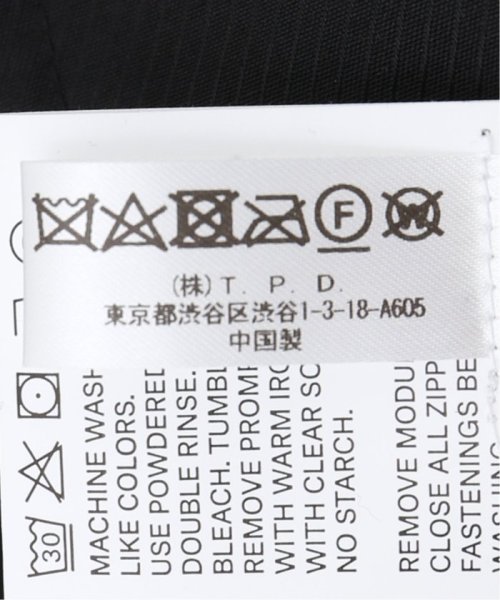 F
W
(株)T. P. D.
東京都渋谷区渋谷1-3-18-A605
中国製
30
MACHINE WASH
LIKE COLORS.
USE POWDERED
DOUBLE RINSE.
BLEACH. TUMBL
REMOVE PROMP
WITH WARM IRO
WITH CLEAR SC
NO STARCH.
REMOVE MODU
CLOSE ALL ZIPP
FASTENINGS BE